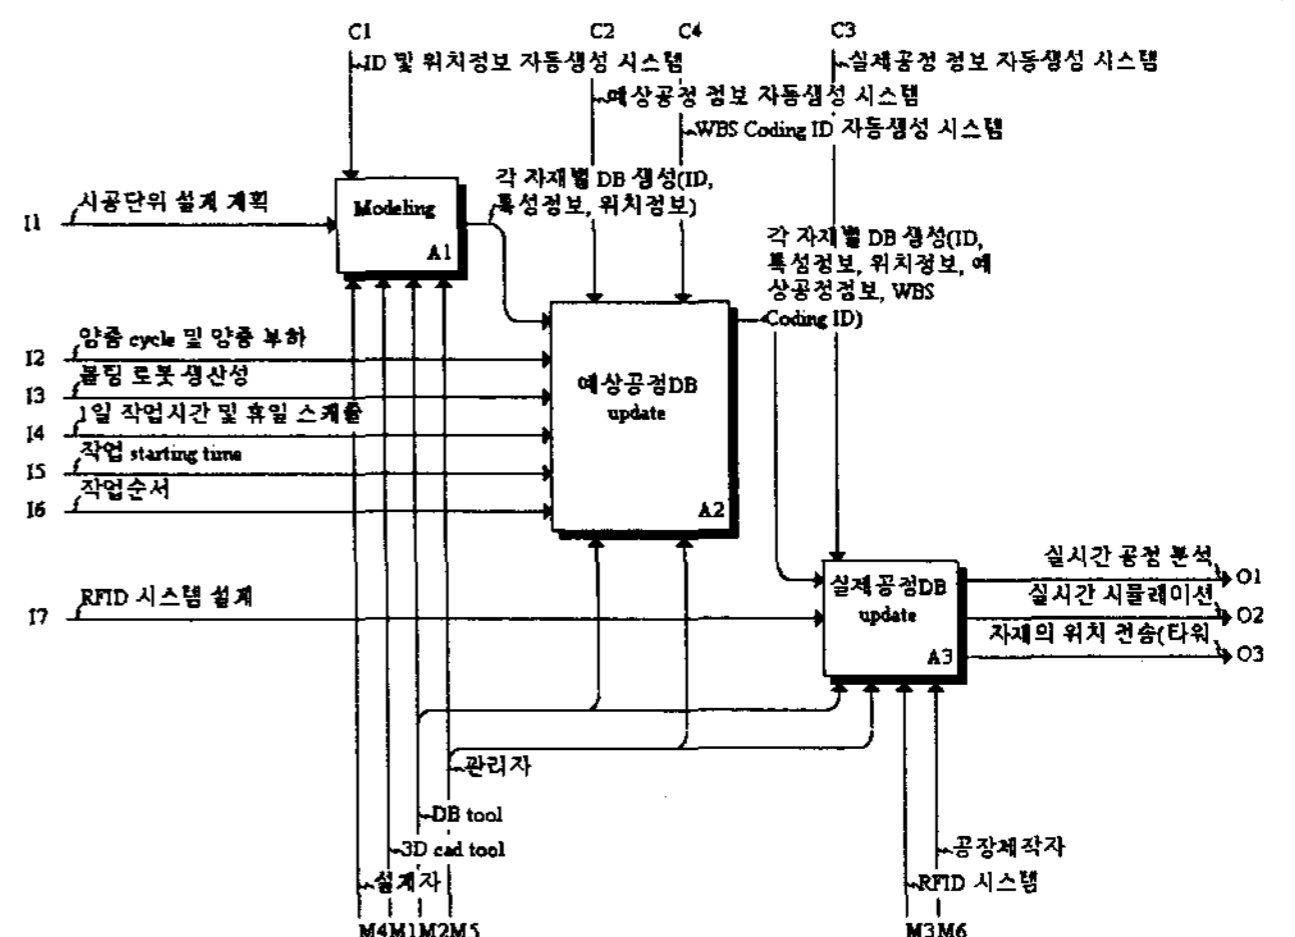 C1
C2
C4
C3
ID 및 위치정보 자동생성 시스템
실제공정 정보 자동생성 시스템
예상공정 정보 자동생성 시스템
WBS Coding ID 자동생성 시스템
I1
시공단위 설계 계획
Modeling
A1
각 자재별 DB 생성(ID,
특성정보, 위치정보)
각 자재별 DB 생성(ID,
특성정보, 위치정보, 예
상공정정보, WBS
Coding ID)
I2
양중 cycle 및 양중 부하
I3
볼팅 로봇 생산성
I4
1일 작업시간 및 휴일 스케줄
I5
작업 starting time
I6
작업순서
예상공정DB
update
A2
I7
RFID 시스템 설계
실제공정DB
update
A3
실시간 공정 분석
O1
실시간 시뮬레이션
O2
자재의 위치 전송(타워
O3
관리자
DB tool
3D cad tool
설계자
공장제작자
RFID 시스템
M4M1M2M5
M3M6